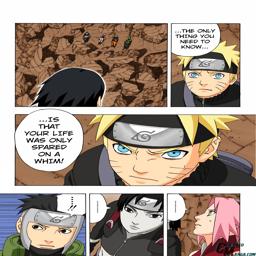 ...THE ONLY
THING YOU
NEED TO
KNOW...
...IS THAT
YOUR LIFE
WAS ONLY
SPARED
ON A
WHIM!
...!!